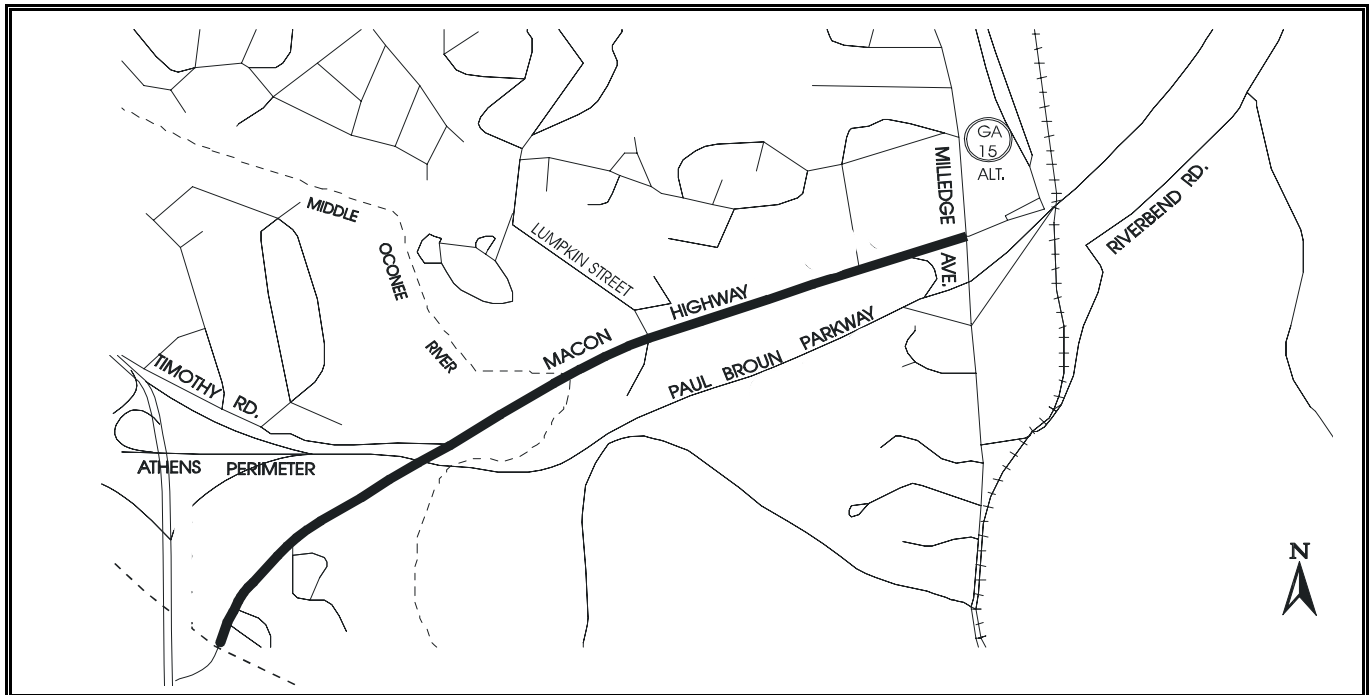 GA
15
ALT.
MILLEDGE AVE.
RIVERBEND RD.
MIDDLE OCONEE RIVER
LUMPKIN STREET
MACON HIGHWAY
PAUL BROUN PARKWAY
TIMOTHY RD.
ATHENS PERIMETER
N